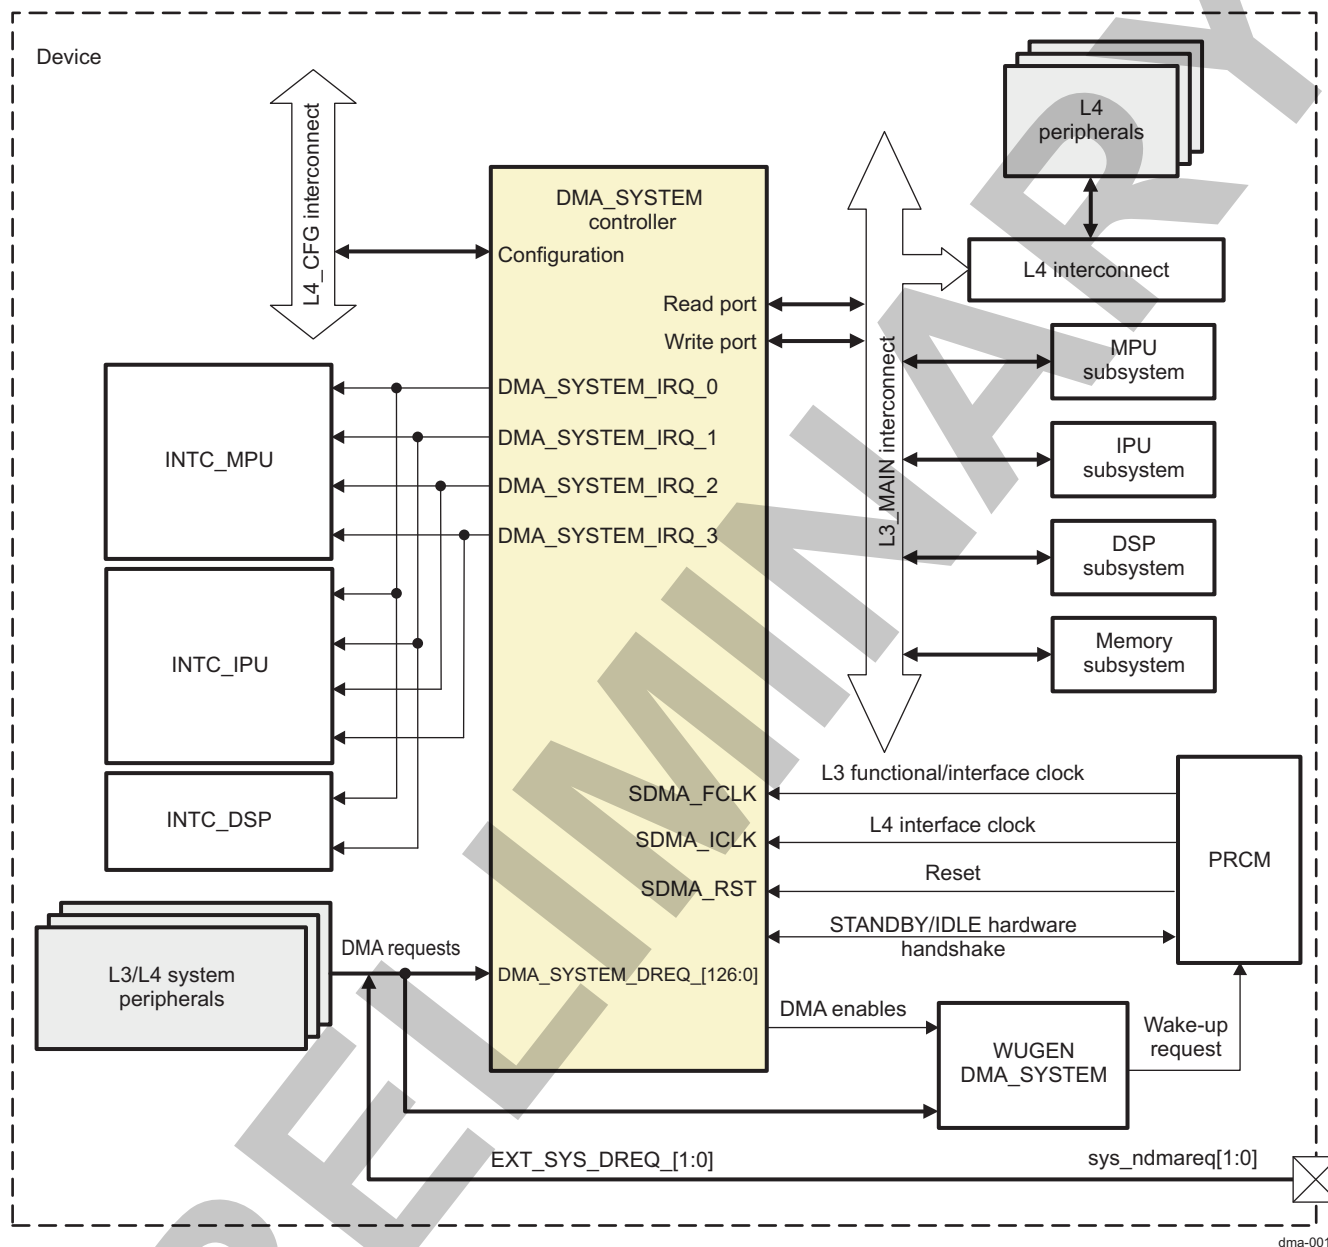 Device
L4_CFG interconnect
DMA_SYSTEM
controller
Configuration
Read port
Write port
DMA_SYSTEM_IRQ_0
DMA_SYSTEM_IRQ_1
DMA_SYSTEM_IRQ_2
DMA_SYSTEM_IRQ_3
INTC_MPU
INTC_IPU
INTC_DSP
L3_MAIN interconnect
L4
peripherals
L4 interconnect
MPU
subsystem
IPU
subsystem
DSP
subsystem
Memory
subsystem
SDMA_FCLK
SDMA_ICLK
SDMA_RST
L3 functional/interface clock
L4 interface clock
Reset
STANDBY/IDLE hardware
handshake
PRCM
L3/L4 system
peripherals
DMA requests
DMA_SYSTEM_DREQ_[126:0]
DMA enables
WUGEN
DMA_SYSTEM
Wake-up
request
EXT_SYS_DREQ_[1:0]
sys_ndmareq[1:0]
dma-001
PRELIMINARY